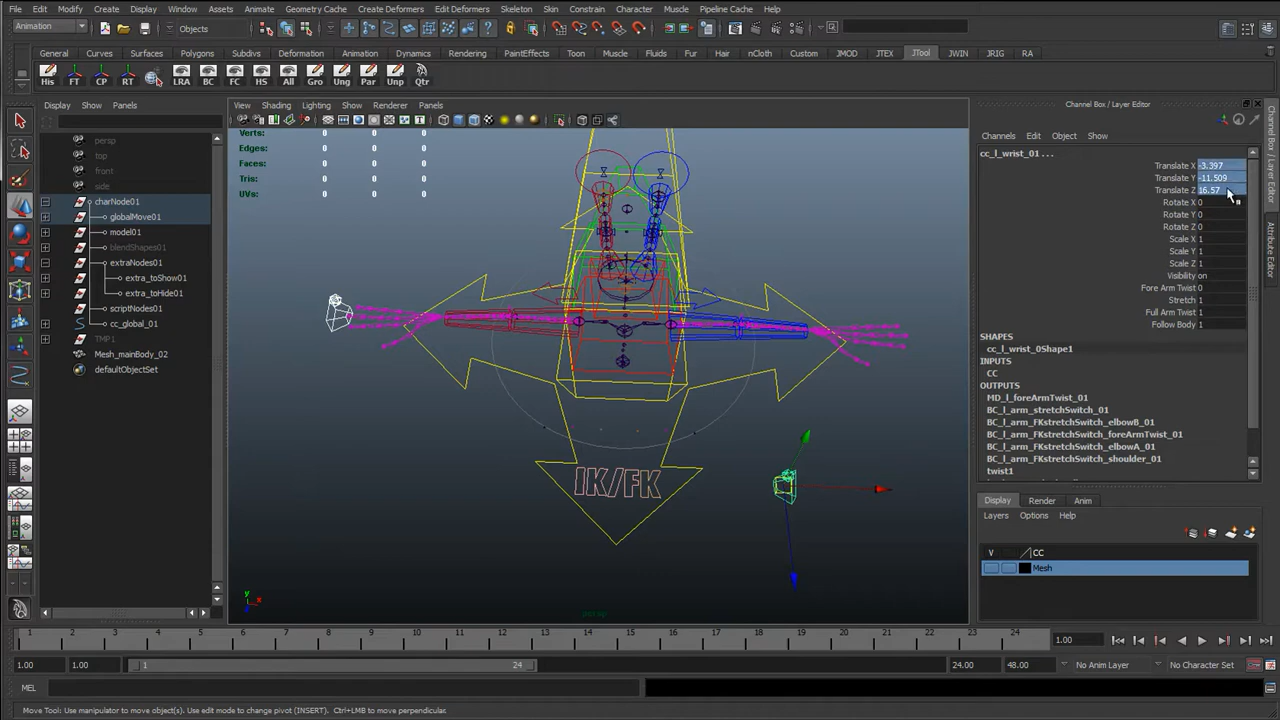 File Edit Modify Create Display Window Assets Animate Geometry Cache Create Deformers Edit Deformers Skeleton Skin Constrain Character Muscle Pipeline Cache Help
Animation Objects
General Curves Surfaces Polygons Subdivs Deformation Animation Dynamics Rendering PaintEffects Toon Muscle Fluids Fur Hair nCloth Custom JMOD JTEX JTool JWIN JRIG RA
His FT CP RT LRA BC FC HS All Gro Ung Par Unp Qtr
Display Show Panels
View Shading Lighting Show Renderer Panels
Channel Box / Layer Editor
persp
top
front
side
charNode01
globalMove01
model01
blendShapes01
extraNodes01
extra_toShow01
extra_toHide01
scriptNodes01
cc_global_01
TMP1
Mesh_mainBody_02
defaultObjectSet
Verts: 0 0 0
Edges: 0 0 0
Faces: 0 0 0
Tris: 0 0 0
UVs: 0 0 0
IK/FK
y
x
persp
Channels Edit Object Show
cc_l_wrist_01 ...
Translate X -3.397
Translate Y -11.509
Translate Z 16.57
Rotate X 0
Rotate Y 0
Rotate Z 0
Scale X 1
Scale Y 1
Scale Z 1
Visibility on
Fore Arm Twist 0
Stretch 1
Full Arm Twist 1
Follow Body 1
SHAPES
cc_l_wrist_0Shape1
INPUTS
CC
OUTPUTS
MD_l_foreArmTwist_01
BC_l_arm_stretchSwitch_01
BC_l_arm_FKstretchSwitch_elbowB_01
BC_l_arm_FKstretchSwitch_foreArmTwist_01
BC_l_arm_FKstretchSwitch_elbowA_01
BC_l_arm_FKstretchSwitch_shoulder_01
twist1
Display Render Anim
Layers Options Help
V CC
Mesh
Channel Box / Layer Editor
Attribute Editor
1 2 3 4 5 6 7 8 9 10 11 12 13 14 15 16 17 18 19 20 21 22 23 24 1.00
1.00 1.00 1 24 24.00 48.00 No Anim Layer No Character Set
MEL
Move Tool: Use manipulator to move object(s). Use edit mode to change pivot (INSERT). Ctrl+LMB to move perpendicular.